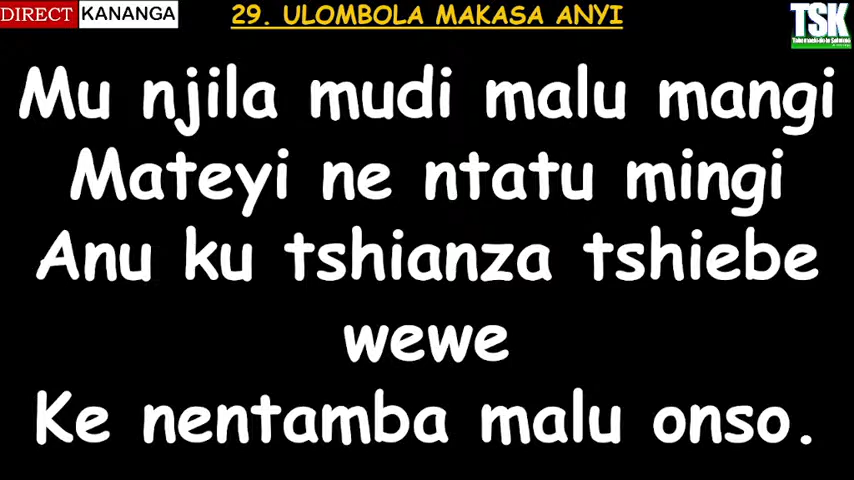 DIRECT KANANGA
29. ULOMBOLA MAKASA ANYI
TSK
Mu njila mudi malu mangi
Mateyi ne ntatu mingi
Anu ku tshianza tshiebe
wewe
Ke nentamba malu onso.